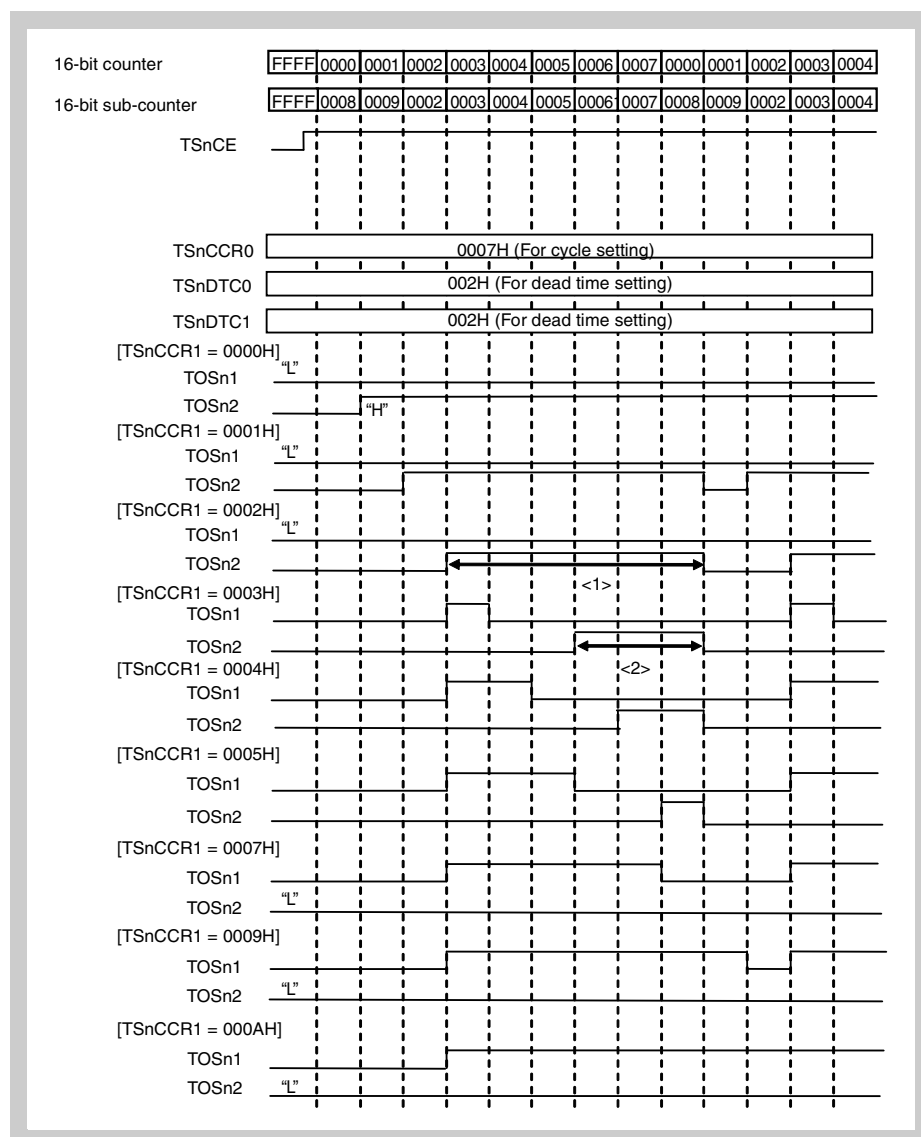 16-bit counter FFFF 0000 0001 0002 0003 0004 0005 0006 0007 0000 0001 0002 0003 0004
16-bit sub-counter FFFF 0008 0009 0002 0003 0004 0005 0006 0007 0008 0009 0002 0003 0004
TSnCE
TSnCCR0 0007H (For cycle setting)
TSnDTC0 002H (For dead time setting)
TSnDTC1 002H (For dead time setting)
[TSnCCR1 = 0000H]
TOSn1 “L”
TOSn2 “H”
[TSnCCR1 = 0001H]
TOSn1 “L”
TOSn2
[TSnCCR1 = 0002H]
TOSn1 “L”
TOSn2
<1>
[TSnCCR1 = 0003H]
TOSn1
TOSn2
<2>
[TSnCCR1 = 0004H]
TOSn1
TOSn2
[TSnCCR1 = 0005H]
TOSn1
TOSn2
[TSnCCR1 = 0007H]
TOSn1
TOSn2 “L”
[TSnCCR1 = 0009H]
TOSn1
TOSn2 “L”
[TSnCCR1 = 000AH]
TOSn1
TOSn2 “L”